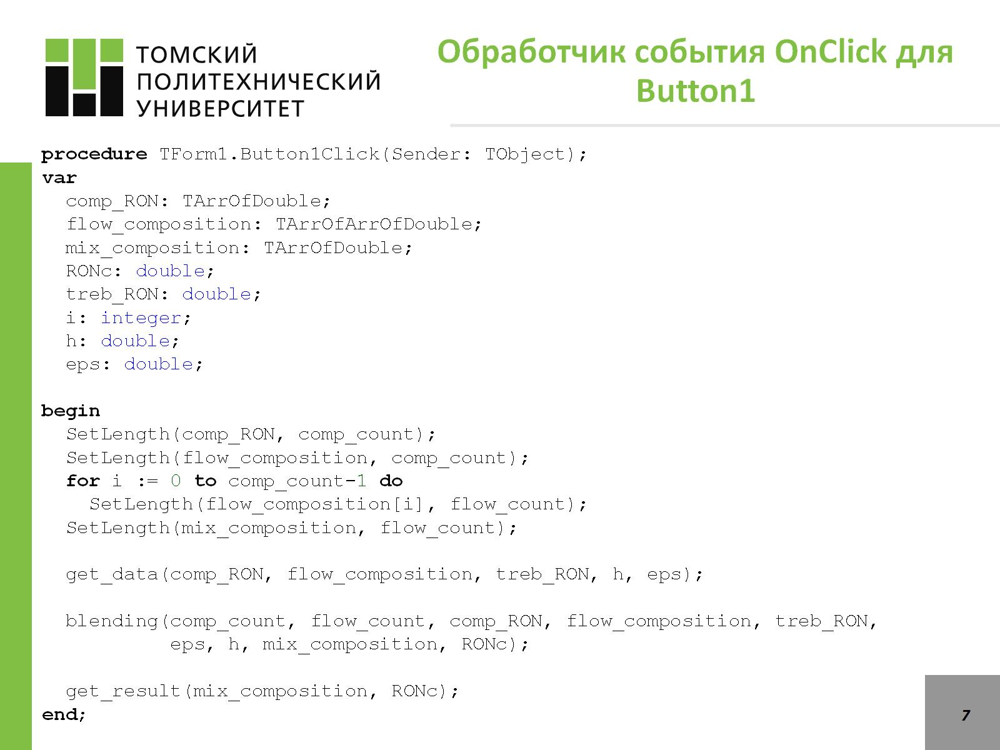 ТОМСКИЙ
ПОЛИТЕХНИЧЕСКИЙ
УНИВЕРСИТЕТ
Обработчик события OnClick для
Button1
procedure TForm1.Button1Click(Sender: TObject);
var
  comp_RON: TArrOfDouble;
  flow_composition: TArrOfArrOfDouble;
  mix_composition: TArrOfDouble;
  RONc: double;
  treb_RON: double;
  i: integer;
  h: double;
  eps: double;
begin
  SetLength(comp_RON, comp_count);
  SetLength(flow_composition, comp_count);
  for i := 0 to comp_count-1 do
    SetLength(flow_composition[i], flow_count);
  SetLength(mix_composition, flow_count);
  get_data(comp_RON, flow_composition, treb_RON, h, eps);
  blending(comp_count, flow_count, comp_RON, flow_composition, treb_RON,
           eps, h, mix_composition, RONc);
  get_result(mix_composition, RONc);
end;
7